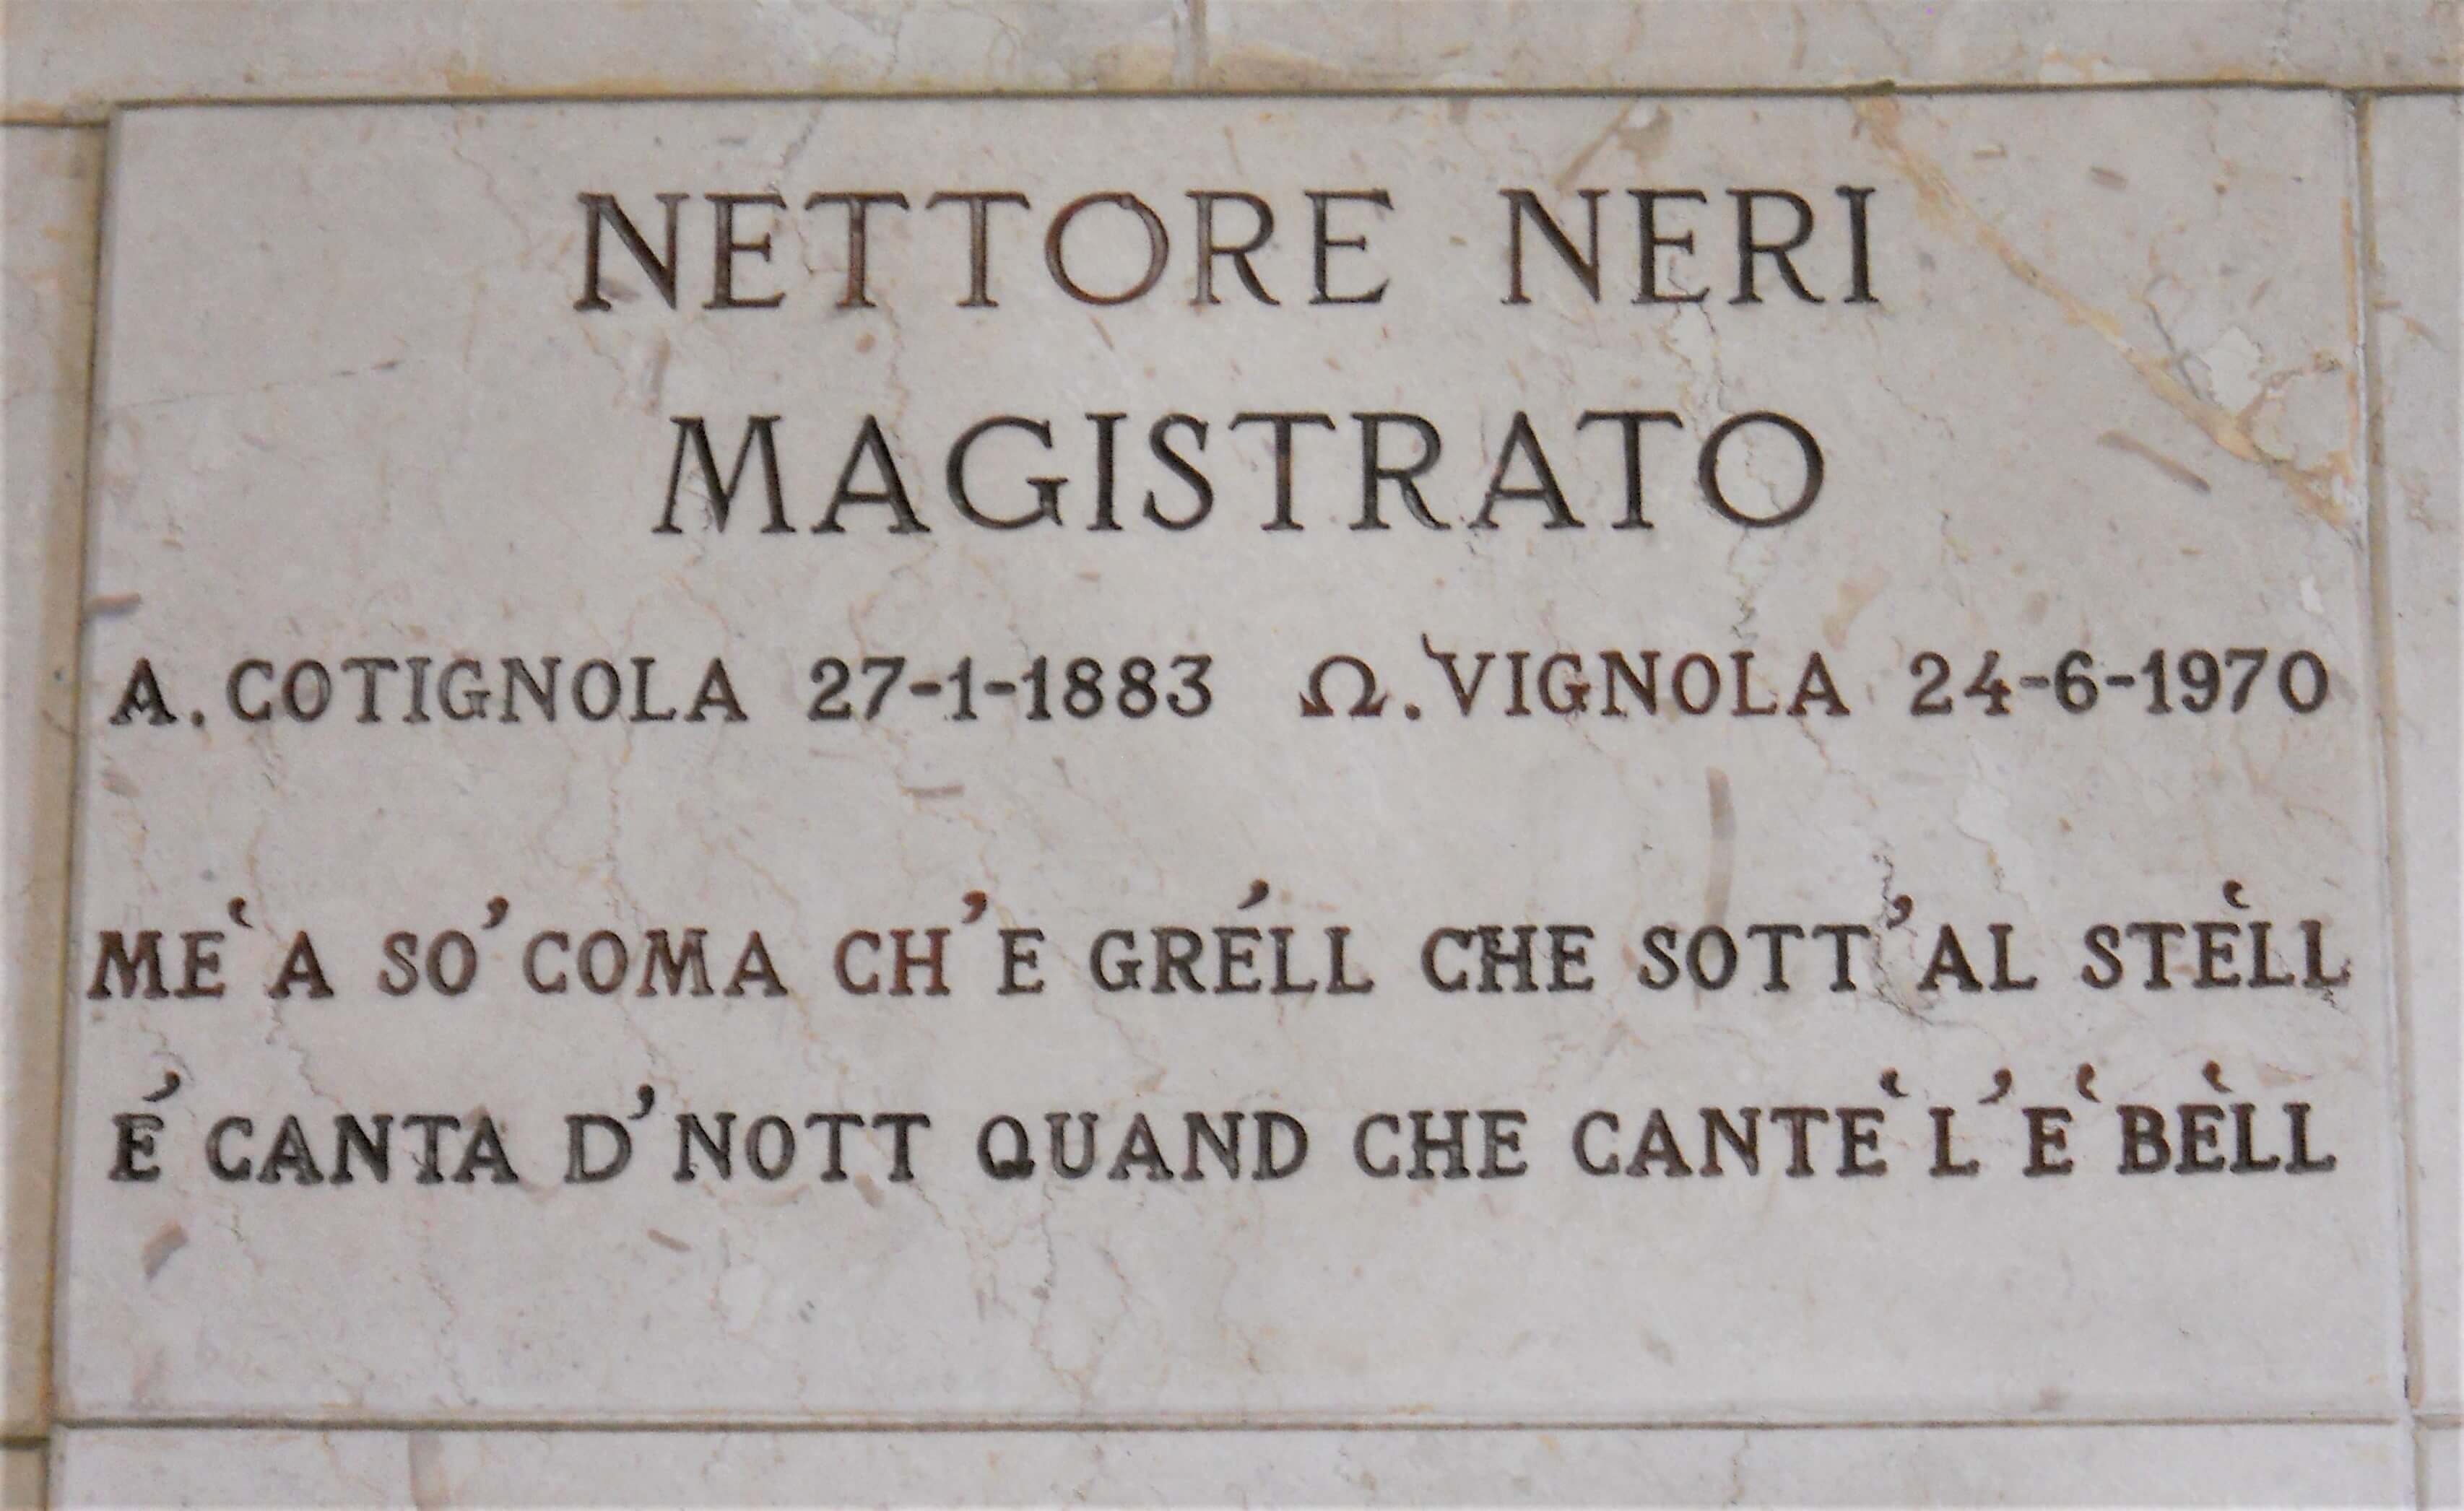 NETTORE NERI
MAGISTRATO
A. COTIGNOLA 27-1-1883 Ω. VIGNOLA 24-6-1970
ME' A SO' COMA CH'E GRÉLL CHE SOTT'AL STÈLL
É CANTA D'NOTT QUAND CHE CANTE' L'E' BÈLL